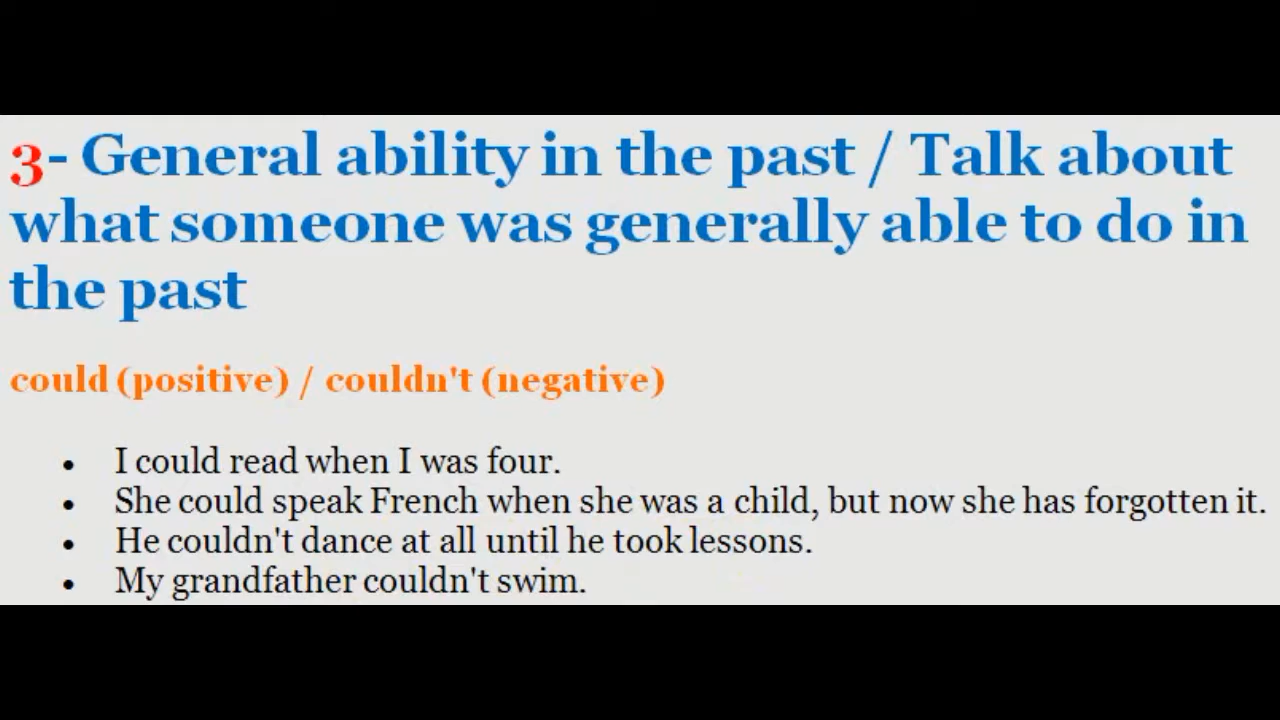 3- General ability in the past / Talk about
what someone was generally able to do in
the past
could (positive) / couldn't (negative)
• I could read when I was four.
• She could speak French when she was a child, but now she has forgotten it.
• He couldn't dance at all until he took lessons.
• My grandfather couldn't swim.